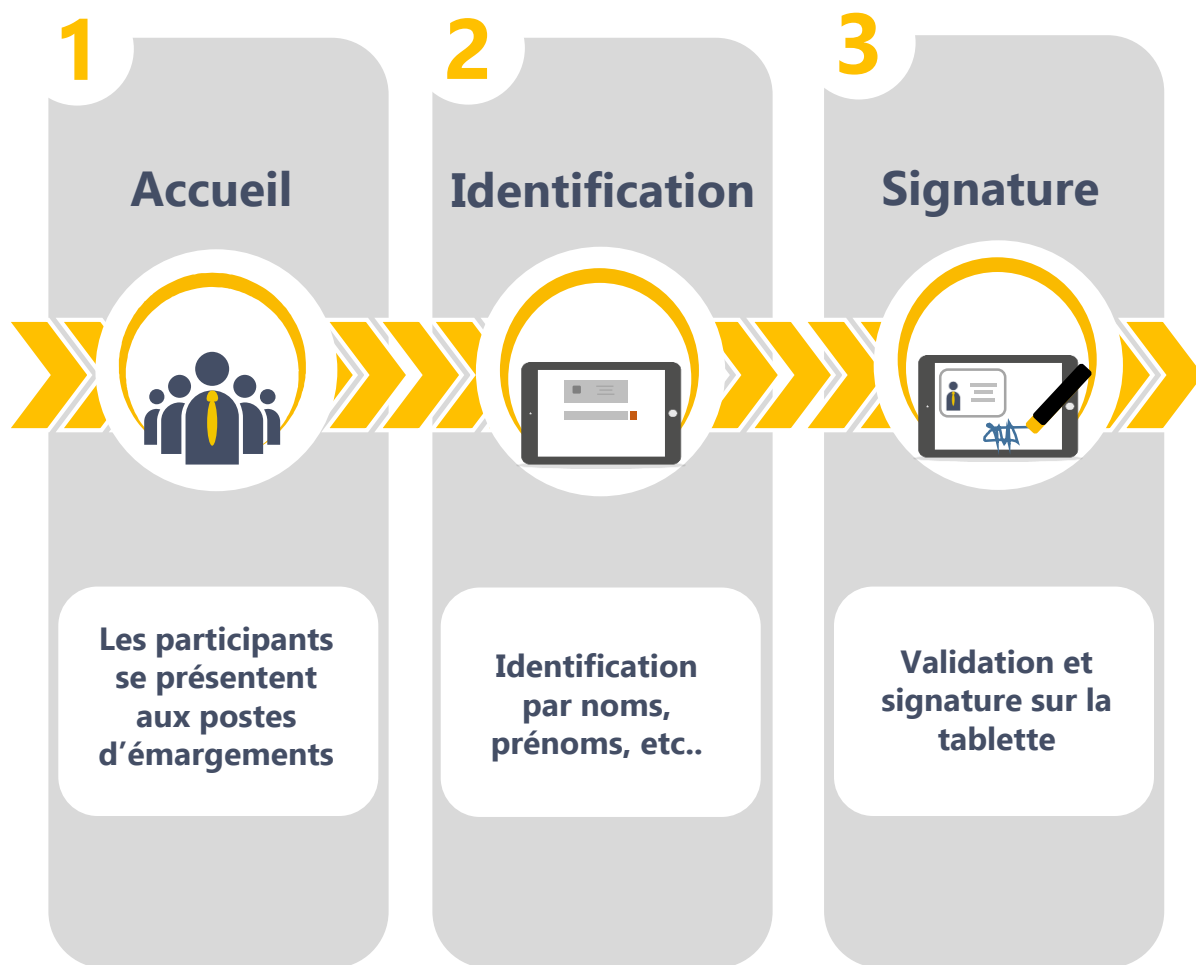 1
Accueil
Les participants
se présentent
aux postes
d’émargements
2
Identification
Identification
par noms,
prénoms, etc..
3
Signature
Validation et
signature sur la
tablette